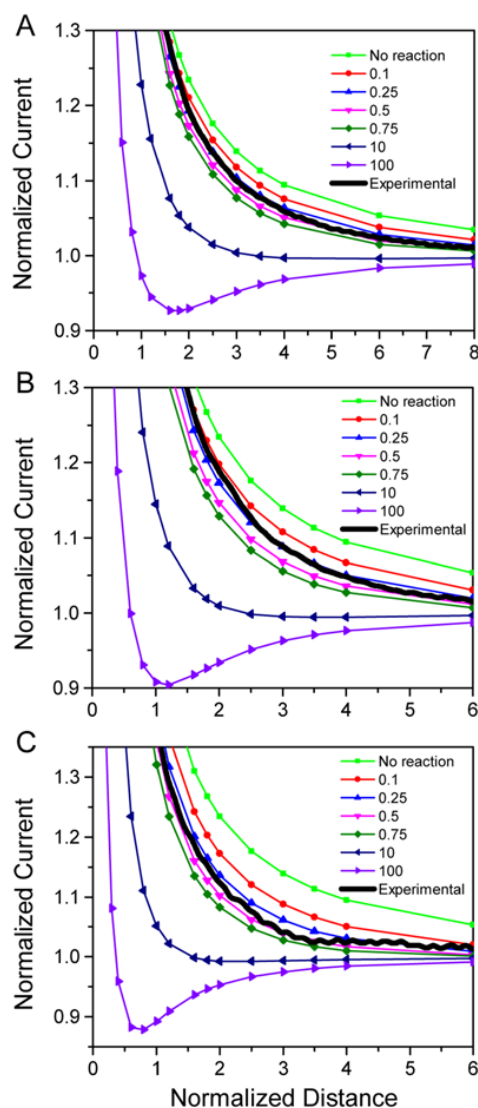 A
1.3
1.2
1.1
1.0
0.9
Normalized Current
No reaction
0.1
0.25
0.5
0.75
10
100
Experimental
0 1 2 3 4 5 6 7 8
B
1.3
1.2
1.1
1.0
0.9
Normalized Current
No reaction
0.1
0.25
0.5
0.75
10
100
Experimental
0 1 2 3 4 5 6
C
1.3
1.2
1.1
1.0
0.9
Normalized Current
No reaction
0.1
0.25
0.5
0.75
10
100
Experimental
0 1 2 3 4 5 6
Normalized Distance